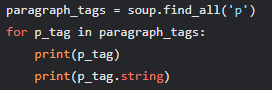 paragraph_tags = soup.find_all('p')
for p_tag in paragraph_tags:
    print(p_tag)
    print(p_tag.string)